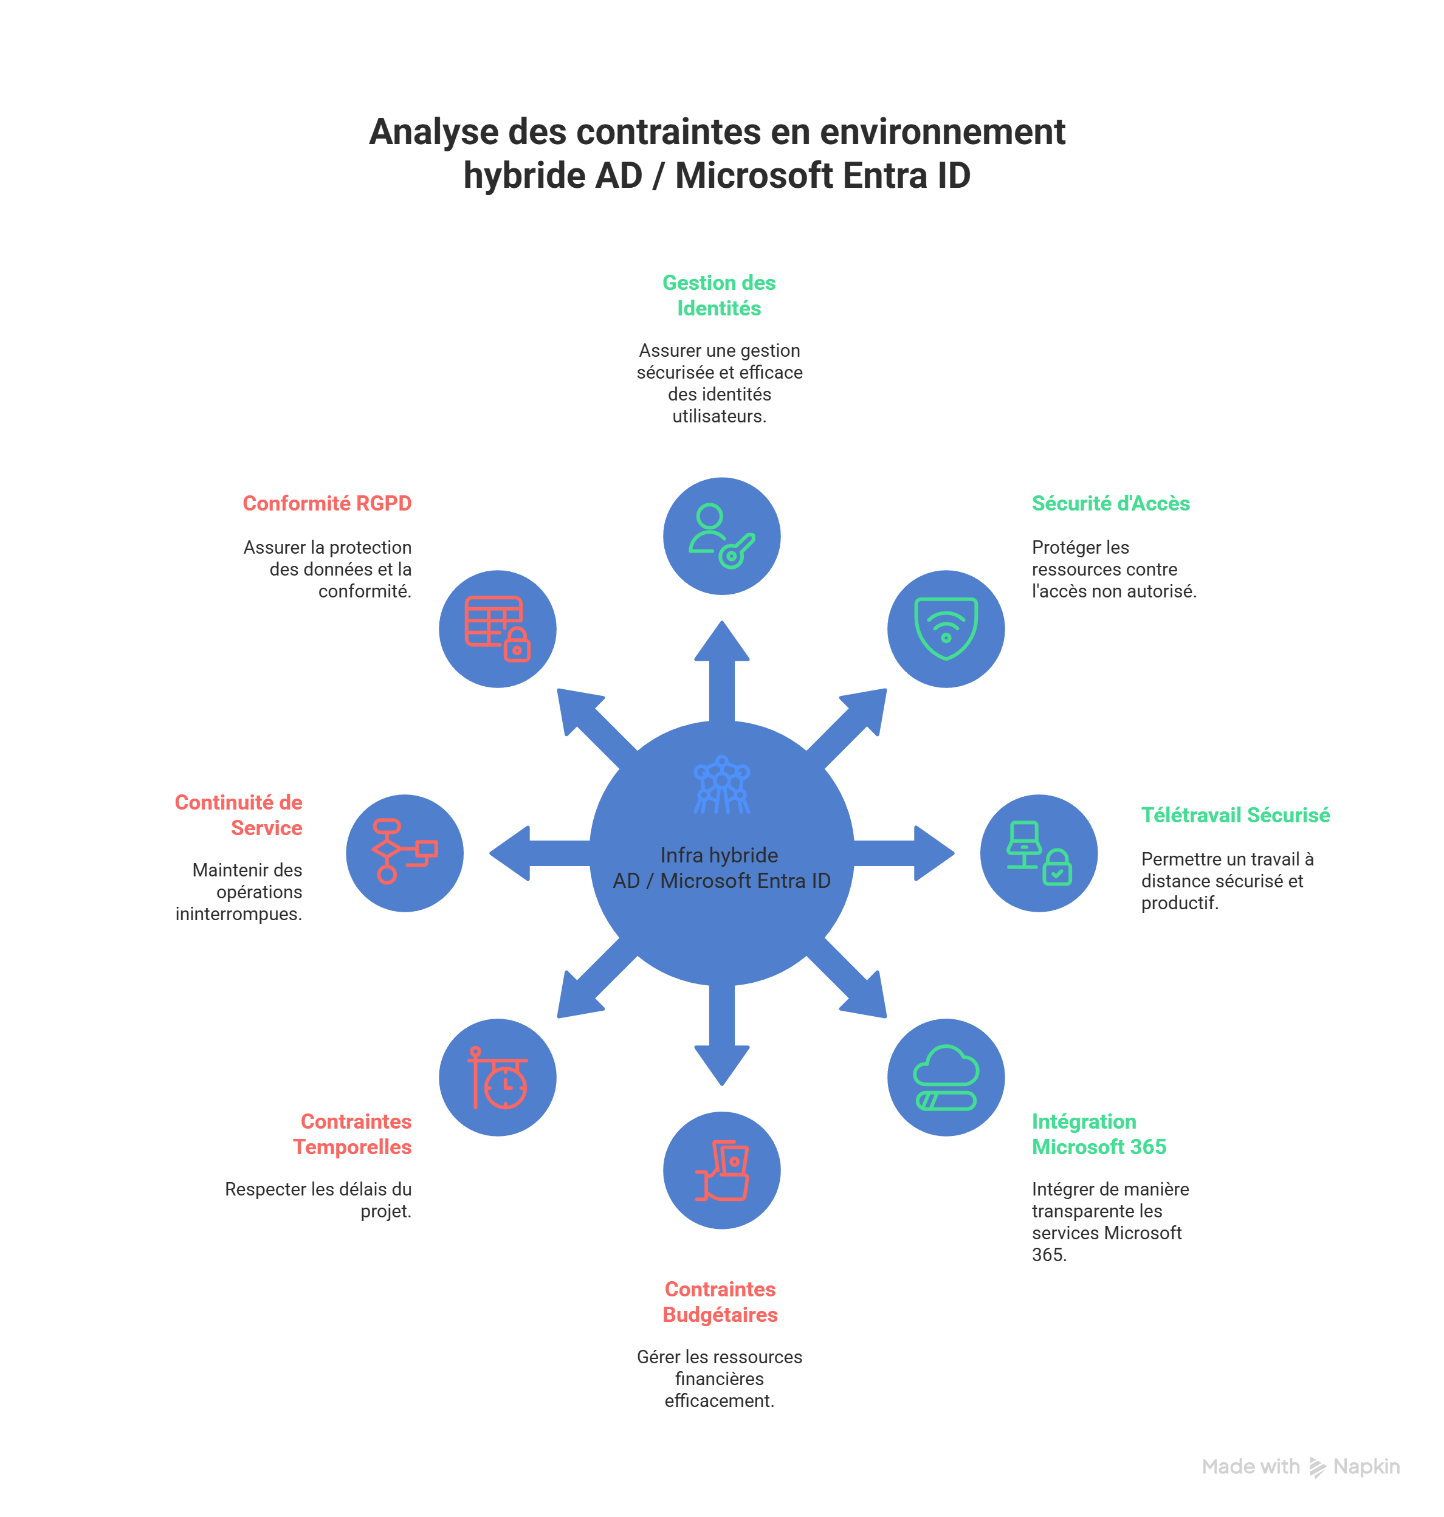 Analyse des contraintes en environnement
hybride AD / Microsoft Entra ID
Gestion des
Identités
Assurer une gestion
sécurisée et efficace
des identités
utilisateurs.
Conformité RGPD
Assurer la protection
des données et la
conformité.
Sécurité d'Accès
Protéger les
ressources contre
l'accès non autorisé.
Continuité de
Service
Maintenir des
opérations
ininterrompues.
Infra hybride
AD / Microsoft Entra ID
Télétravail Sécurisé
Permettre un travail à
distance sécurisé et
productif.
Contraintes
Temporelles
Respecter les délais du
projet.
Intégration
Microsoft 365
Intégrer de manière
transparente les
services Microsoft
365.
Contraintes
Budgétaires
Gérer les ressources
financières
efficacement.
Made with Napkin